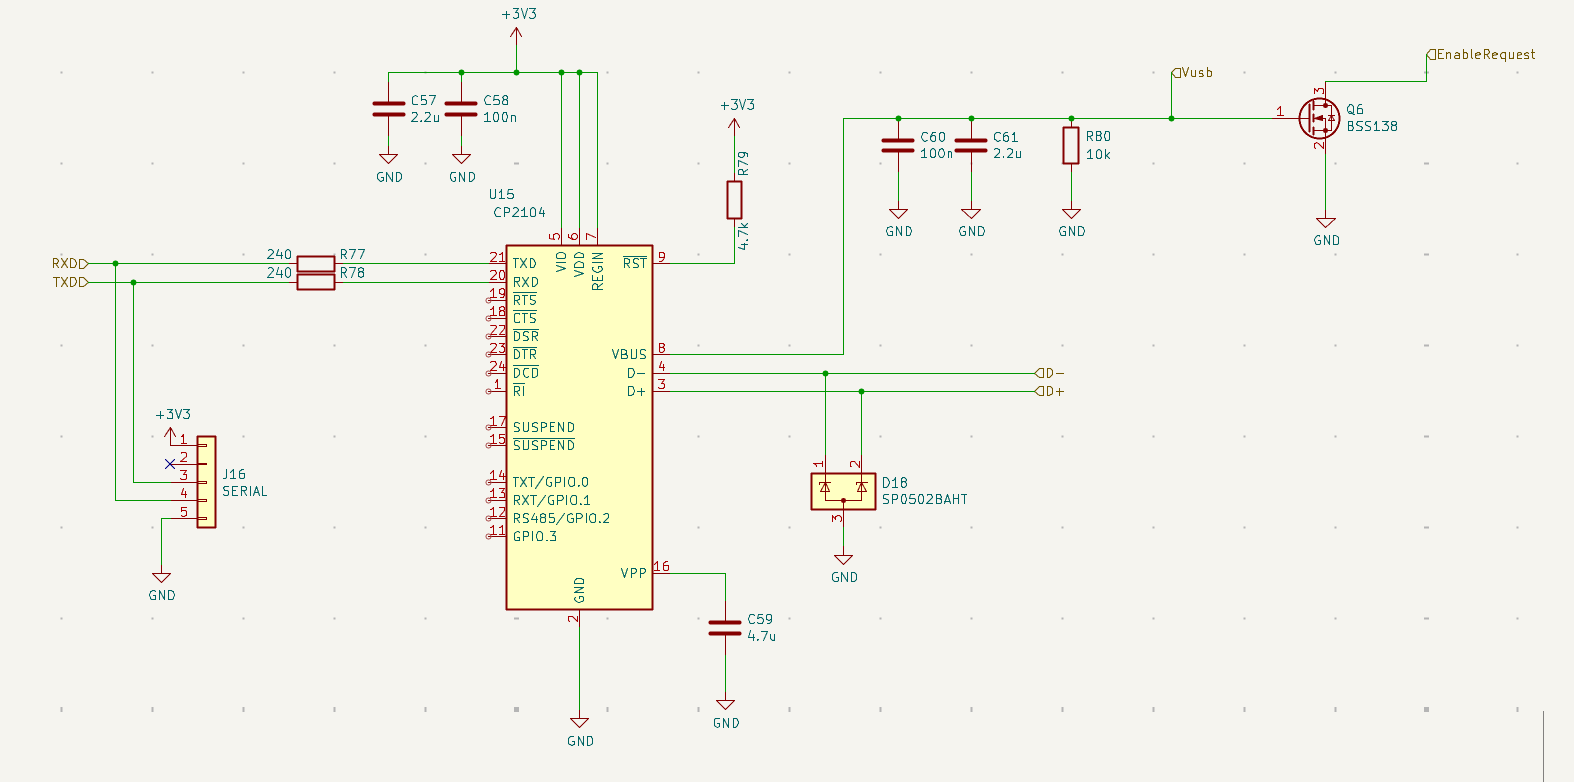 +3V3
EnableRequest
Vusb
C57
2.2u
C58
100n
GND
GND
+3V3
R79
4.7k
C60
100n
C61
2.2u
R80
10k
GND
GND
GND
1
3
2
Q6
BSS138
GND
U15
CP2104
RXD
TXD
240
R77
240
R78
5
6
7
VIO
VDD
REGIN
21
TXD
20
RXD
19
RTS
18
CTS
22
DSR
23
DTR
24
DCD
1
RI
17
SUSPEND
15
SUSPEND
14
TXT/GPIO.0
13
RXT/GPIO.1
12
RS485/GPIO.2
11
GPIO.3
RST
9
VBUS
8
D-
4
D+
3
VPP
16
GND
2
GND
D-
D+
1
2
3
D18
SP0502BAHT
GND
C59
4.7u
GND
+3V3
1
2
3
4
5
J16
SERIAL
GND